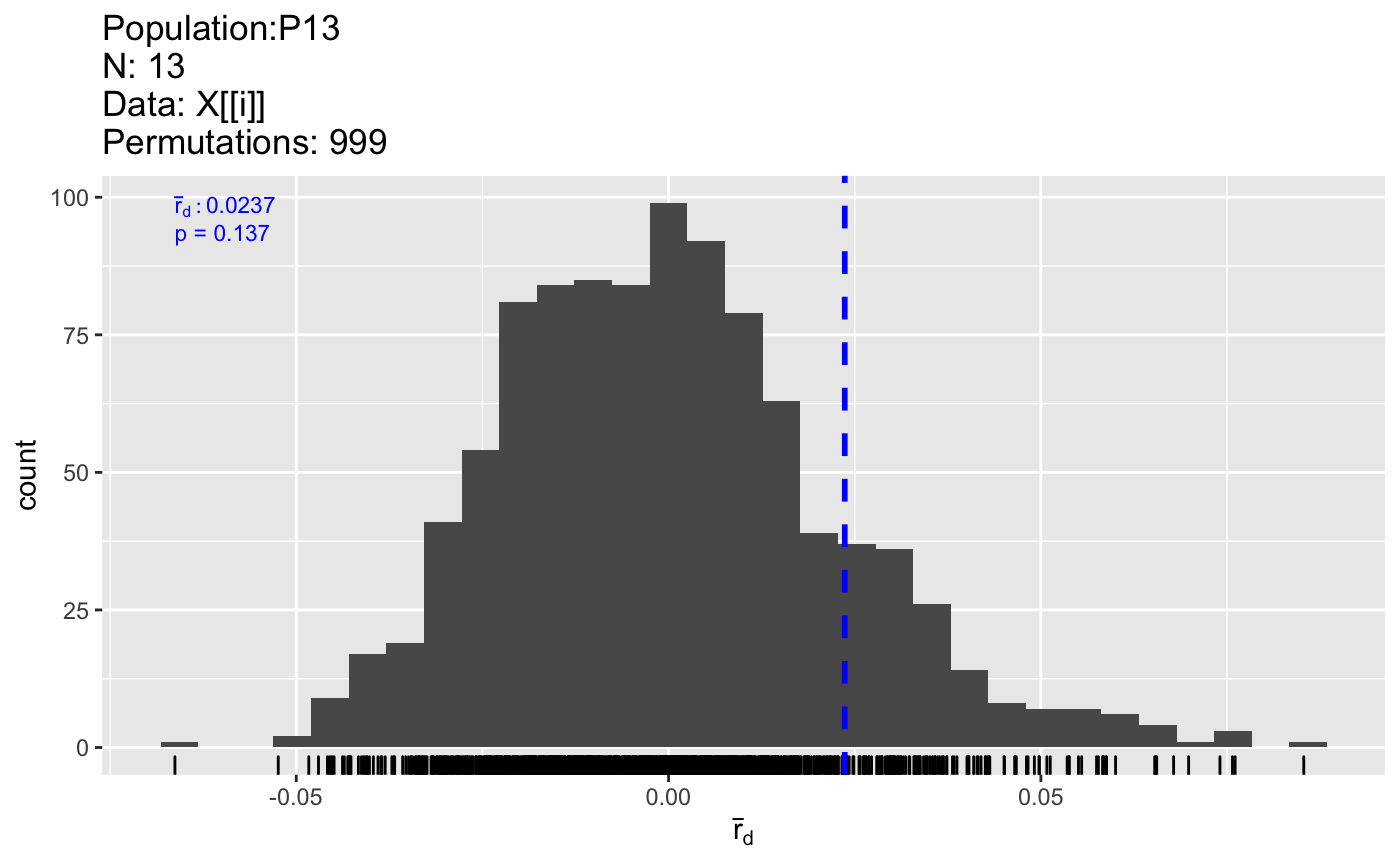 Population:P13
N: 13
Data: X[[i]]
Permutations: 999
r̄d : 0.0237
p = 0.137
100
75
50
25
0
count
-0.05 0.00 0.05
r̄d